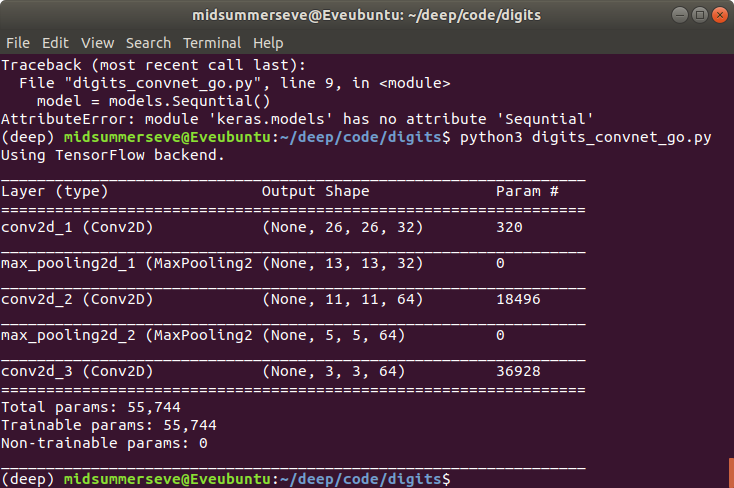 midsummerseve@Eveubuntu: ~/deep/code/digits
File Edit View Search Terminal Help
Traceback (most recent call last):
  File "digits_convnet_go.py", line 9, in <module>
    model = models.Sequntial()
AttributeError: module 'keras.models' has no attribute 'Sequntial'
(deep) midsummerseve@Eveubuntu:~/deep/code/digits$ python3 digits_convnet_go.py
Using TensorFlow backend.
_________________________________________________________________
Layer (type)                 Output Shape              Param #
=================================================================
conv2d_1 (Conv2D)            (None, 26, 26, 32)        320
_________________________________________________________________
max_pooling2d_1 (MaxPooling2 (None, 13, 13, 32)        0
_________________________________________________________________
conv2d_2 (Conv2D)            (None, 11, 11, 64)        18496
_________________________________________________________________
max_pooling2d_2 (MaxPooling2 (None, 5, 5, 64)          0
_________________________________________________________________
conv2d_3 (Conv2D)            (None, 3, 3, 64)          36928
=================================================================
Total params: 55,744
Trainable params: 55,744
Non-trainable params: 0
_________________________________________________________________
(deep) midsummerseve@Eveubuntu:~/deep/code/digits$